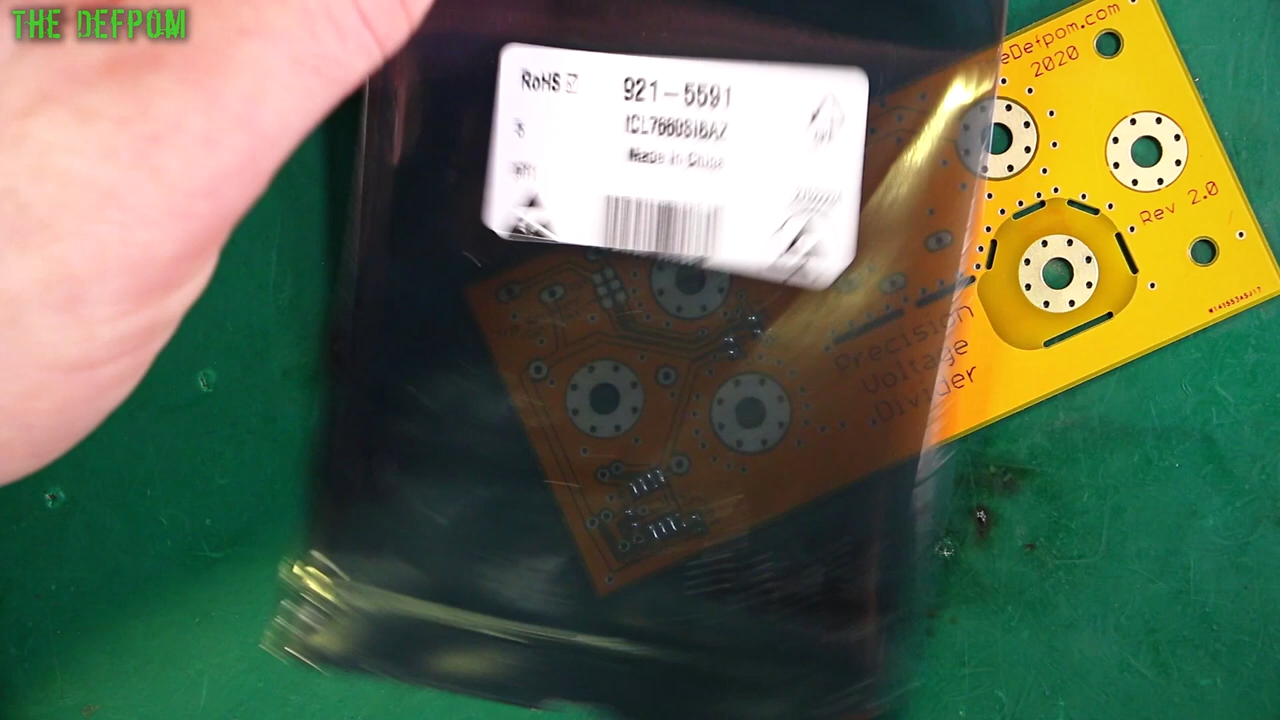 THE DEFPOM
RoHS
921-5591
ICL7660SIBAZ
Made in China
eDefpom.com
2020
Rev 2.0
Precision
Voltage
Divider